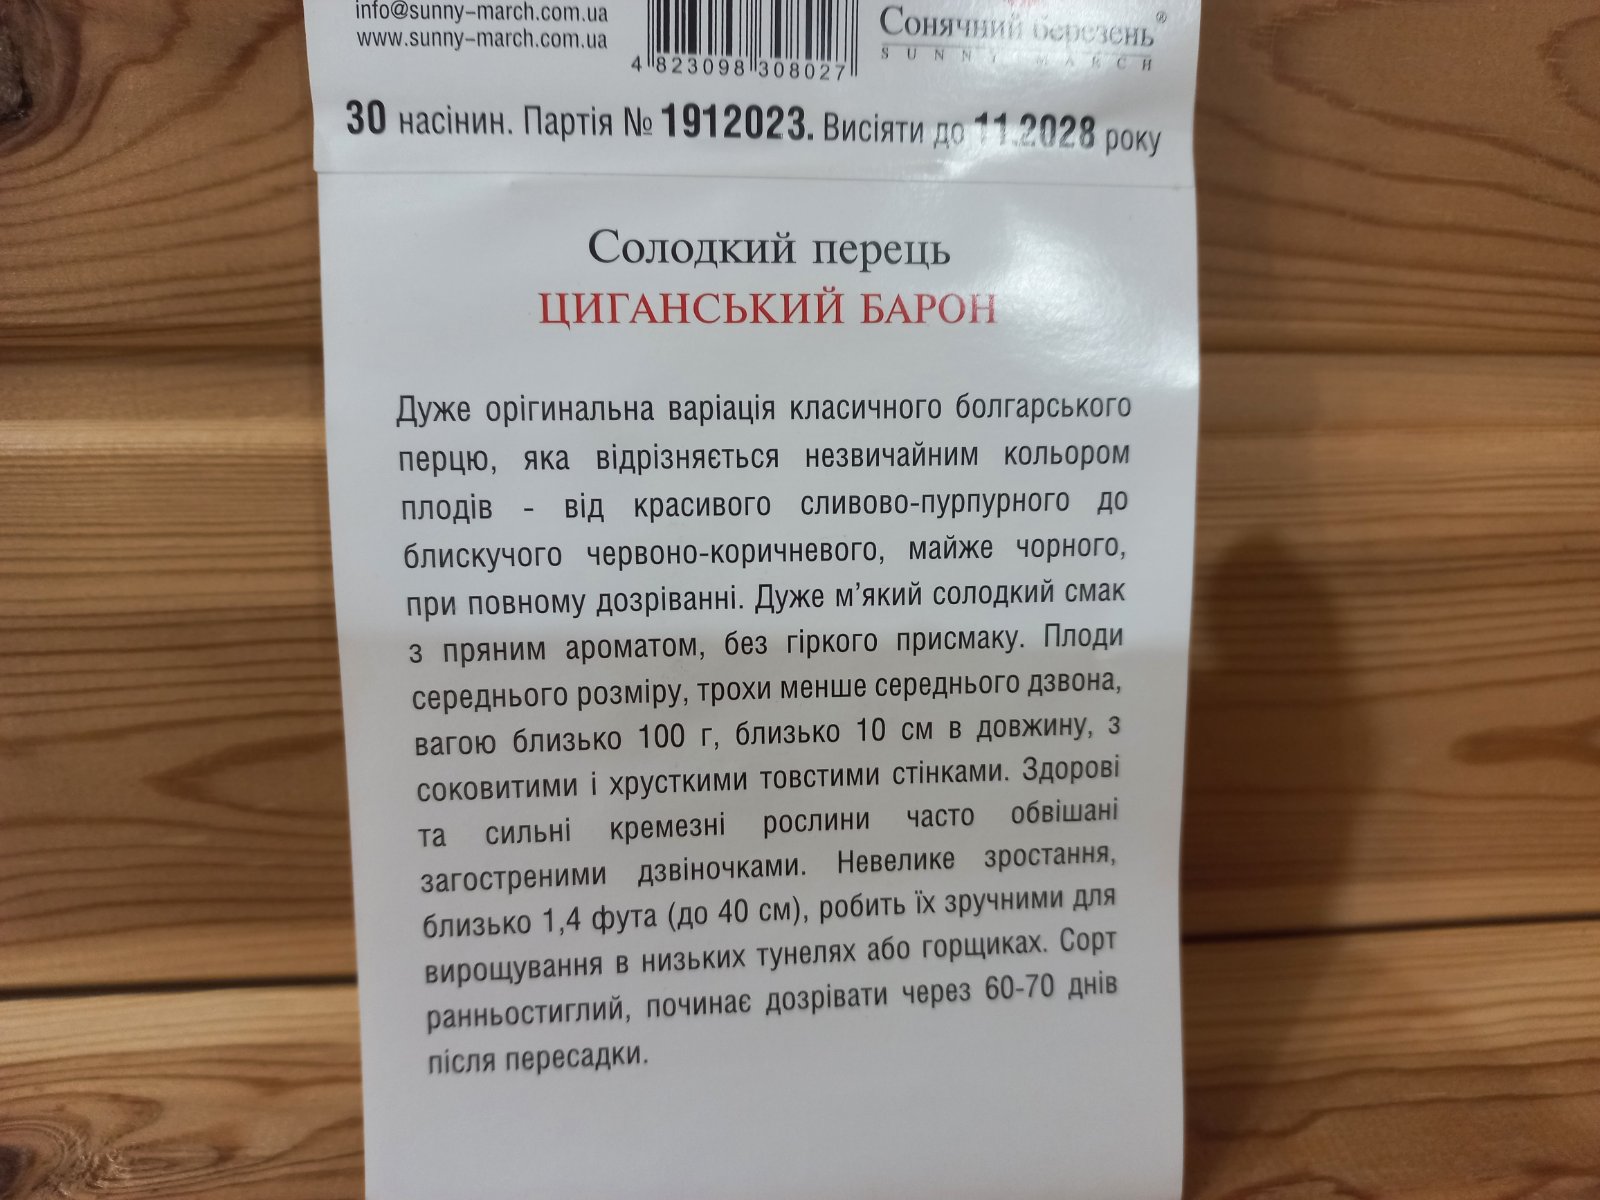 info@sunny-march.com.ua
www.sunny-march.com.ua
4 823098 308027
Сонячний березень®
SUNNY MARCH
30 насінин. Партія № 1912023. Висіяти до 11.2028 року
Солодкий перець
ЦИГАНСЬКИЙ БАРОН
Дуже орігинальна варіація класичного болгарського
перцю, яка відрізняється незвичайним кольором
плодів - від красивого сливово-пурпурного до
блискучого червоно-коричневого, майже чорного,
при повному дозріванні. Дуже м’який солодкий смак
з пряним ароматом, без гіркого присмаку. Плоди
середнього розміру, трохи менше середнього дзвона,
вагою близько 100 г, близько 10 см в довжину, з
соковитими і хрусткими товстими стінками. Здорові
та сильні кремезні рослини часто обвішані
загостреними дзвіночками. Невелике зростання,
близько 1,4 фута (до 40 см), робить їх зручними для
вирощування в низьких тунелях або горщиках. Сорт
ранньостиглий, починає дозрівати через 60-70 днів
після пересадки.